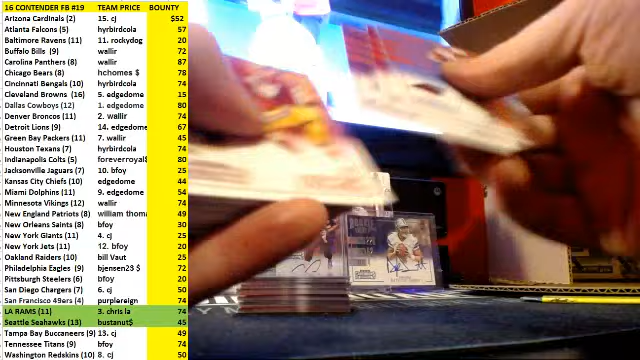 16 CONTENDER FB #19 TEAM PRICE BOUNTY
Arizona Cardinals (2) 15. cj $52
Atlanta Falcons (5) hyrbirdcola 57
Baltimore Ravens (11) 11. rockydog 20
Buffalo Bills (9) wallir 72
Carolina Panthers (8) wallir 87
Chicago Bears (8) hchomes $ 78
Cincinnati Bengals (10) hyrbirdcola 74
Cleveland Browns (16) 5. edgedome 15
Dallas Cowboys (12) 1. edgedome 80
Denver Broncos (11) 2. wallir 74
Detroit Lions (9) 14. edgedome 67
Green Bay Packers (11) 7. wallir 45
Houston Texans (7) hyrbirdcola 74
Indianapolis Colts (5) foreverroyal$ 80
Jacksonville Jaguars (7) 10. bfoy 20
Kansas City Chiefs (10) edgedome 44
Miami Dolphins (11) 9. edgedome 54
Minnesota Vikings (12) wallir 74
New England Patriots (8) william thoma 49
New Orleans Saints (8) bfoy 30
New York Giants (11) 4. cj 25
New York Jets (11) 12. bfoy 20
Oakland Raiders (10) bill Vaut 25
Philadelphia Eagles (9) bjensen23 $ 72
Pittsburgh Steelers (6) bfoy 20
San Diego Chargers (7) 6. cj 50
San Francisco 49ers (4) purplereign 74
LA RAMS (11) 3. chris la 74
Seattle Seahawks (13) bustanut$ 45
Tampa Bay Buccaneers (9) 13. cj 49
Tennessee Titans (9) bfoy 74
Washington Redskins (10) 8. cj 50